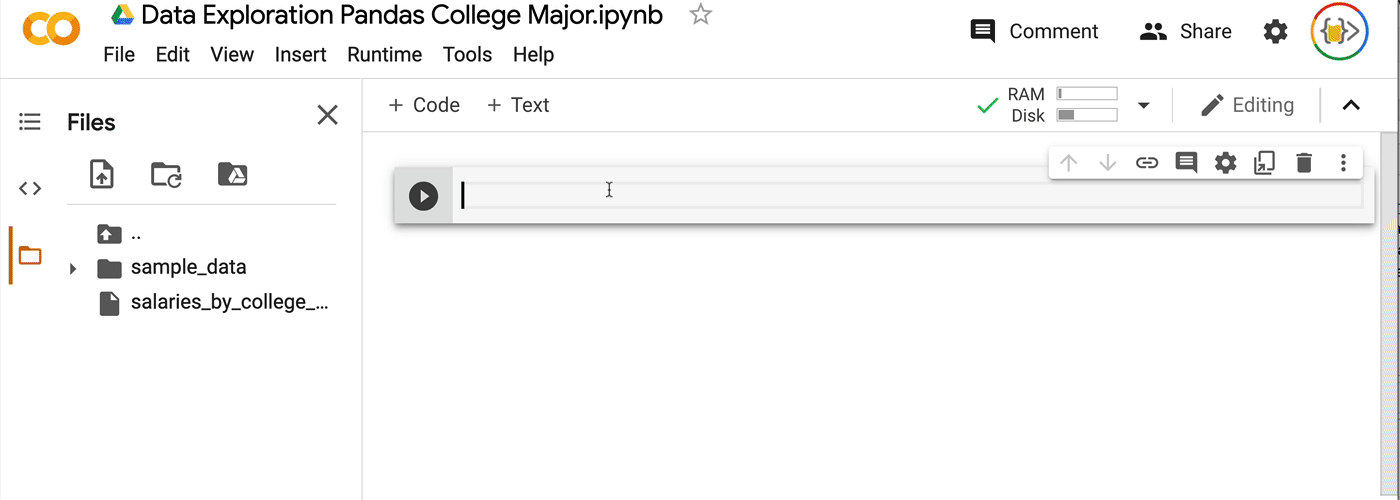 Data Exploration Pandas College Major.ipynb
File Edit View Insert Runtime Tools Help
Comment
Share
Files
+ Code + Text
RAM
Disk
Editing
..
sample_data
salaries_by_college_...